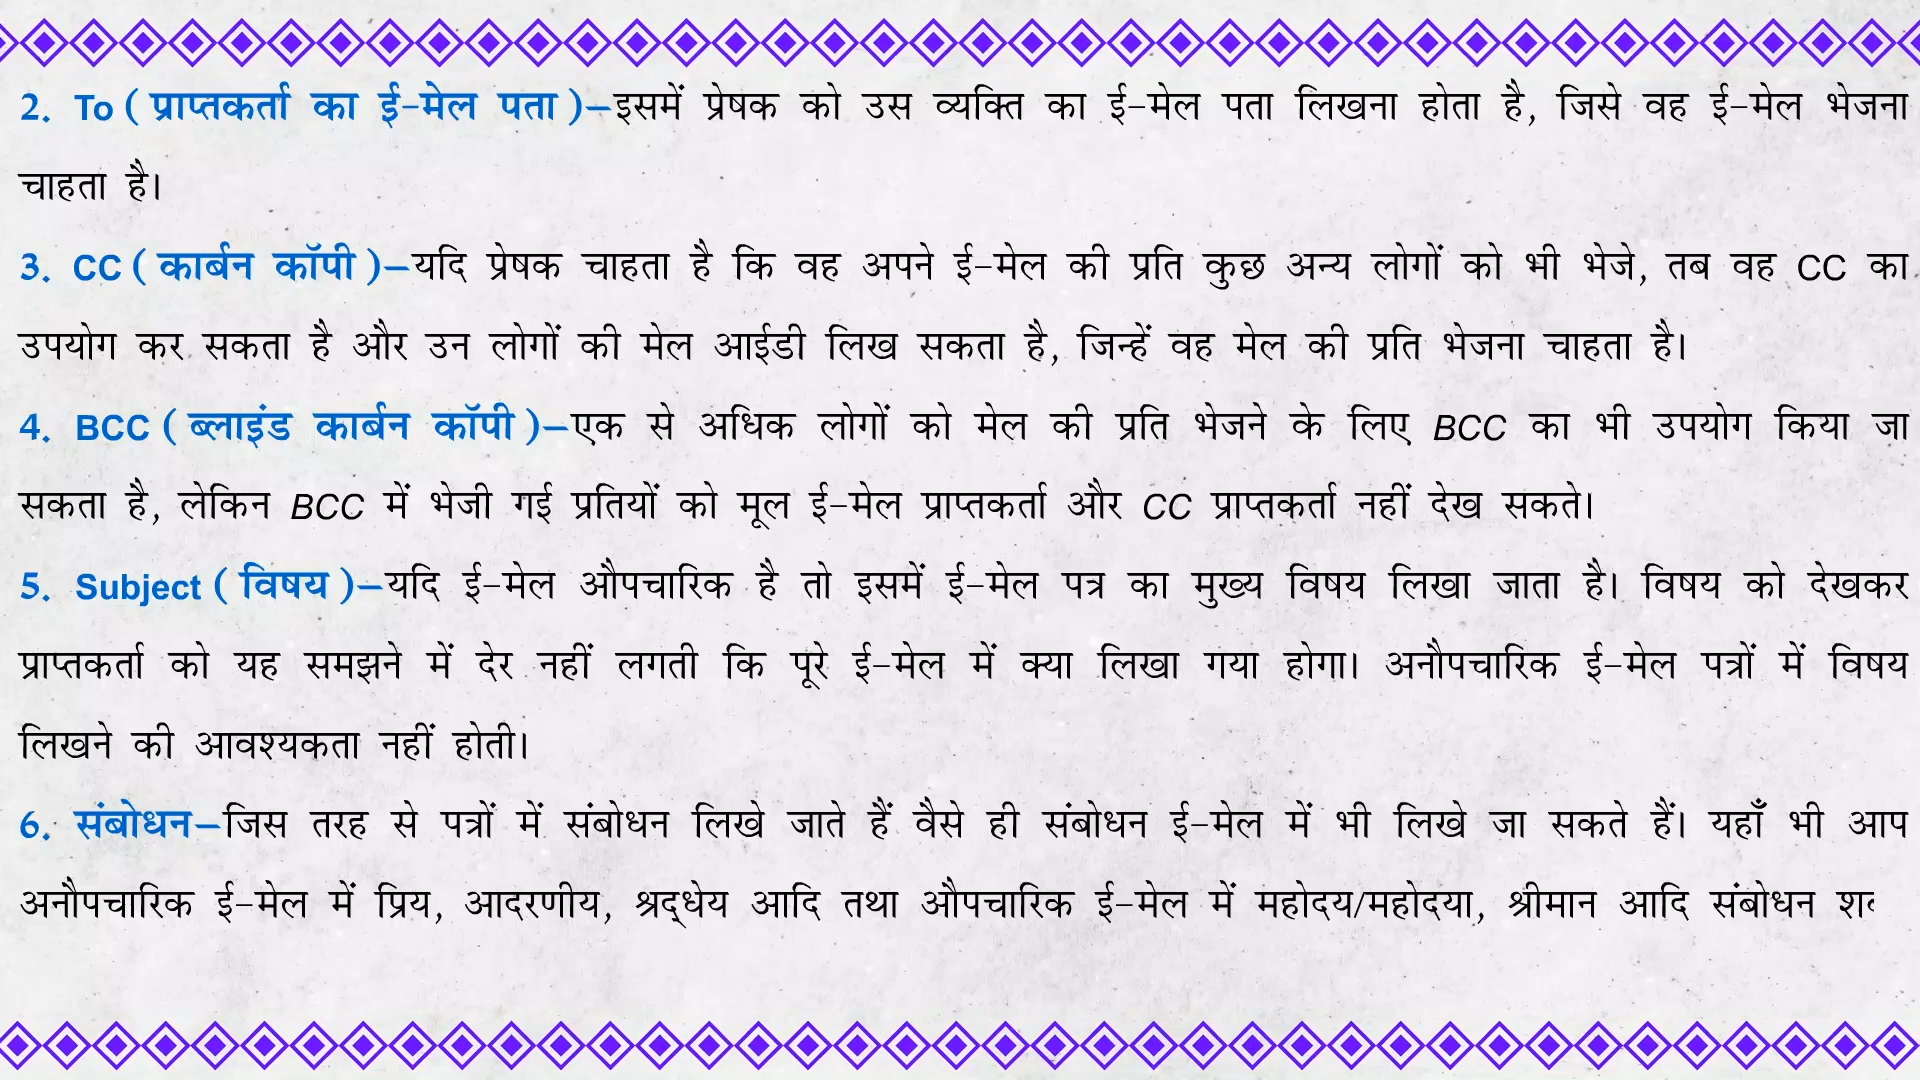 2. To ( प्राप्तकर्ता का ई-मेल पता )–इसमें प्रेषक को उस व्यक्ति का ई-मेल पता लिखना होता है, जिसे वह ई-मेल भेजना
चाहता है।
3. CC ( कार्बन कॉपी )–यदि प्रेषक चाहता है कि वह अपने ई-मेल की प्रति कुछ अन्य लोगों को भी भेजे, तब वह CC का
उपयोग कर सकता है और उन लोगों की मेल आईडी लिख सकता है, जिन्हें वह मेल की प्रति भेजना चाहता है।
4. BCC ( ब्लाइंड कार्बन कॉपी )–एक से अधिक लोगों को मेल की प्रति भेजने के लिए BCC का भी उपयोग किया जा
सकता है, लेकिन BCC में भेजी गई प्रतियों को मूल ई-मेल प्राप्तकर्ता और CC प्राप्तकर्ता नहीं देख सकते।
5. Subject ( विषय )–यदि ई-मेल औपचारिक है तो इसमें ई-मेल पत्र का मुख्य विषय लिखा जाता है। विषय को देखकर
प्राप्तकर्ता को यह समझने में देर नहीं लगती कि पूरे ई-मेल में क्या लिखा गया होगा। अनौपचारिक ई-मेल पत्रों में विषय
लिखने की आवश्यकता नहीं होती।
6. संबोधन–जिस तरह से पत्रों में संबोधन लिखे जाते हैं वैसे ही संबोधन ई-मेल में भी लिखे जा सकते हैं। यहाँ भी आप
अनौपचारिक ई-मेल में प्रिय, आदरणीय, श्रद्‌धेय आदि तथा औपचारिक ई-मेल में महोदय/महोदया, श्रीमान आदि संबोधन